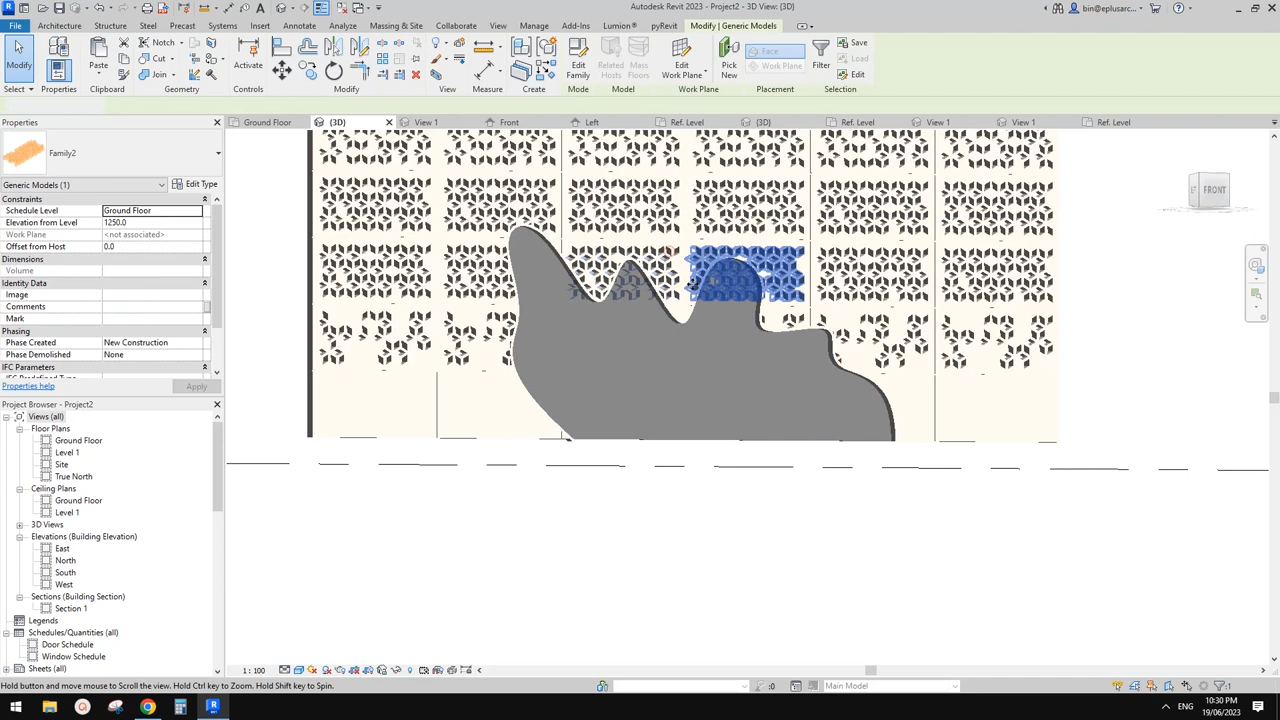 Autodesk Revit 2023 - Project2 - 3D View: {3D}
bin@eplusarc...
File Architecture Structure Steel Precast Systems Insert Annotate Analyze Massing & Site Collaborate View Manage Add-Ins Lumion® pyRevit Modify | Generic Models
Modify
Paste
Notch
Cut
Join
Activate
Edit Family
Related Hosts
Mass Floors
Edit Work Plane
Pick New
Face
Work Plane
Filter
Save
Load
Edit
Select Properties Clipboard Geometry Controls Modify View Measure Create Mode Model Work Plane Placement Selection
Properties
Ground Floor {3D} View 1 Front Left Ref. Level {3D} Ref. Level View 1 View 1 Ref. Level
Family2
Generic Models (1) Edit Type
Constraints
Schedule Level Ground Floor
Elevation from Level 1250.0
Work Plane <not associated>
Offset from Host 0.0
Dimensions
Volume
Identity Data
Image
Comments
Mark
Phasing
Phase Created New Construction
Phase Demolished None
IFC Parameters
Properties help Apply
FRONT
Project Browser - Project2
Views (all)
Floor Plans
Ground Floor
Level 1
Site
True North
Ceiling Plans
Ground Floor
Level 1
3D Views
Elevations (Building Elevation)
East
North
South
West
Sections (Building Section)
Section 1
Legends
Schedules/Quantities (all)
Door Schedule
Window Schedule
Sheets (all)
1 : 100
Hold button and move mouse to Scroll the view. Hold Ctrl key to Zoom. Hold Shift key to Spin.
:0
Main Model
:1
ENG
10:30 PM
19/06/2023